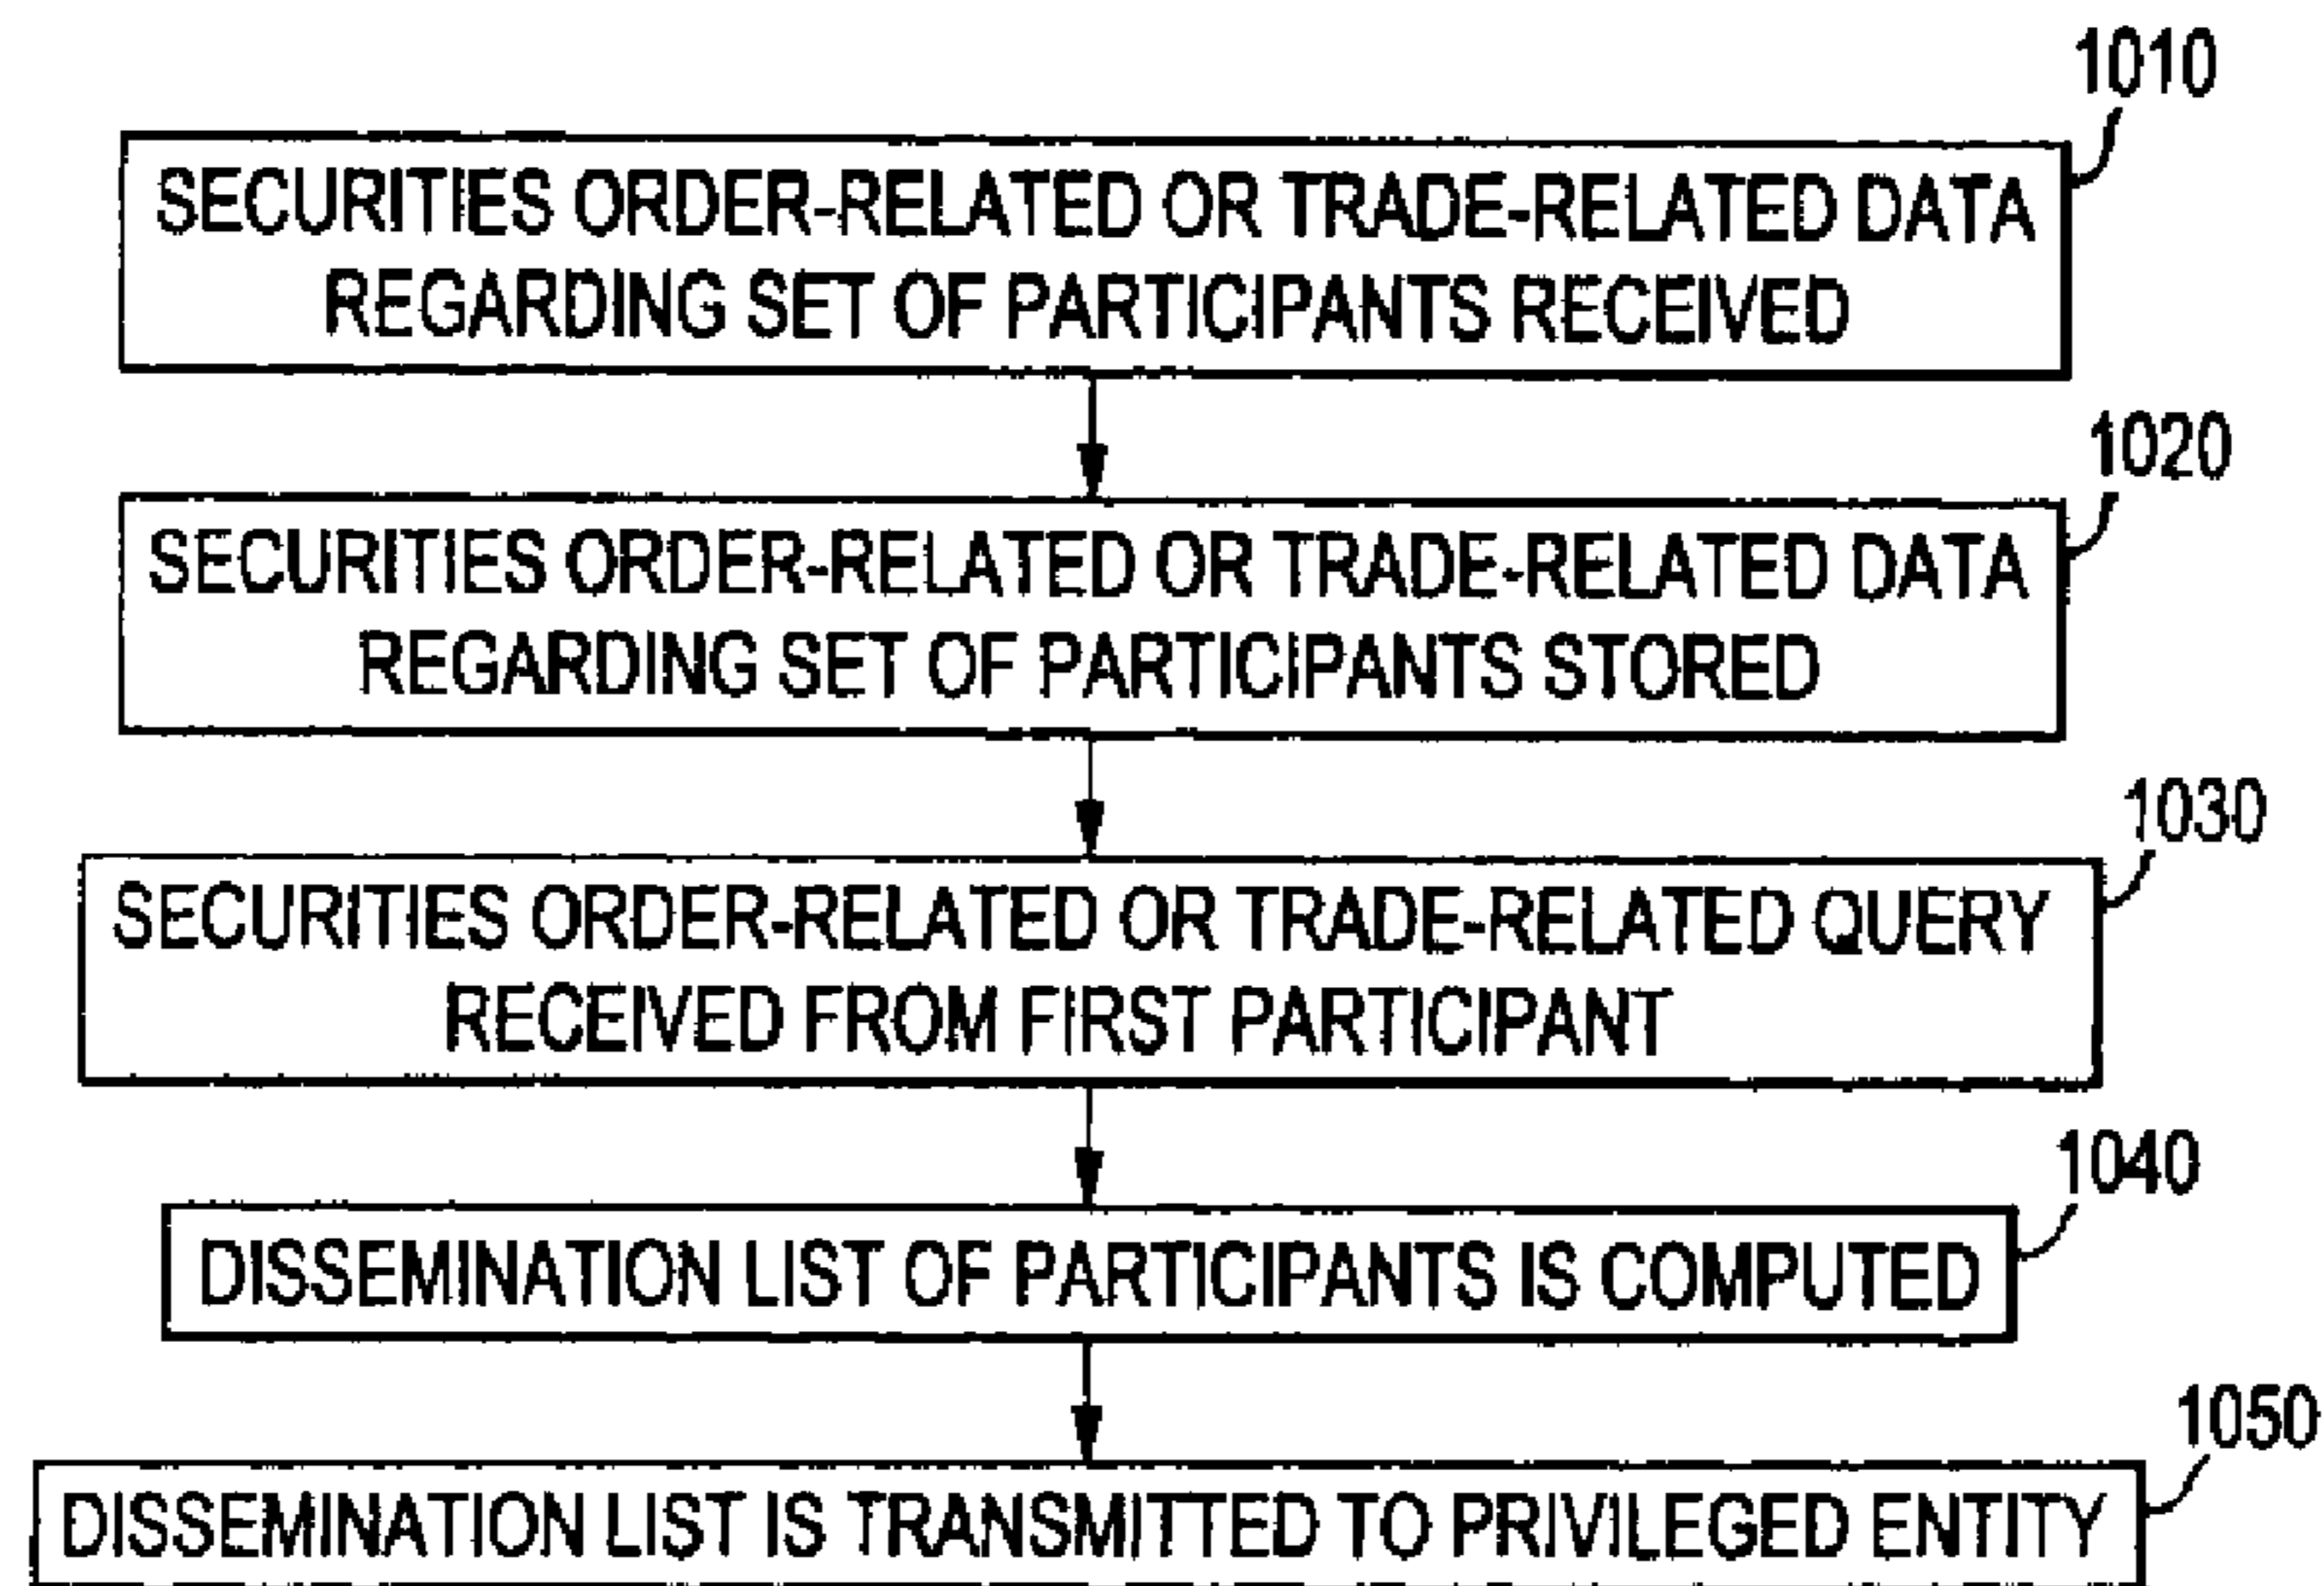 1010
SECURITIES ORDER-RELATED OR TRADE-RELATED DATA
REGARDING SET OF PARTICIPANTS RECEIVED
1020
SECURITIES ORDER-RELATED OR TRADE-RELATED DATA
REGARDING SET OF PARTICIPANTS STORED
1030
SECURITIES ORDER-RELATED OR TRADE-RELATED QUERY
RECEIVED FROM FIRST PARTICIPANT
1040
DISSEMINATION LIST OF PARTICIPANTS IS COMPUTED
1050
DISSEMINATION LIST IS TRANSMITTED TO PRIVILEGED ENTITY